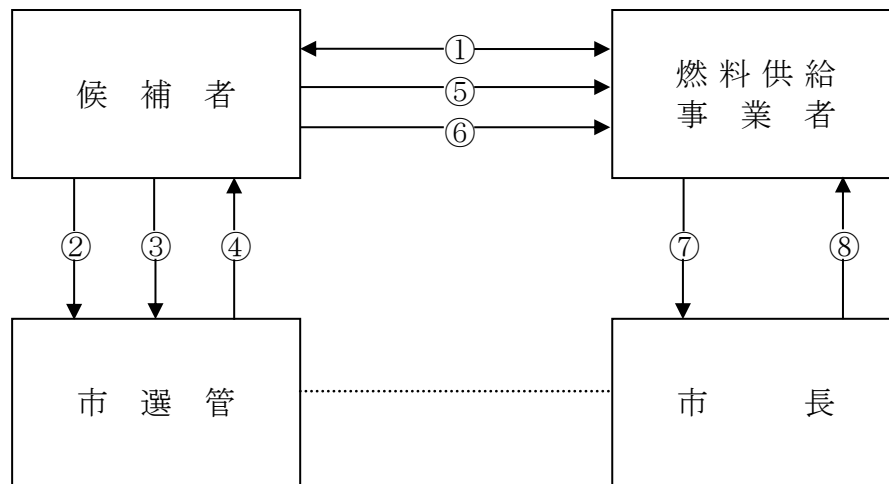 ①
候補者
燃料供給
事業者
⑤
⑥
②
③
④
⑦
⑧
市選管
市長